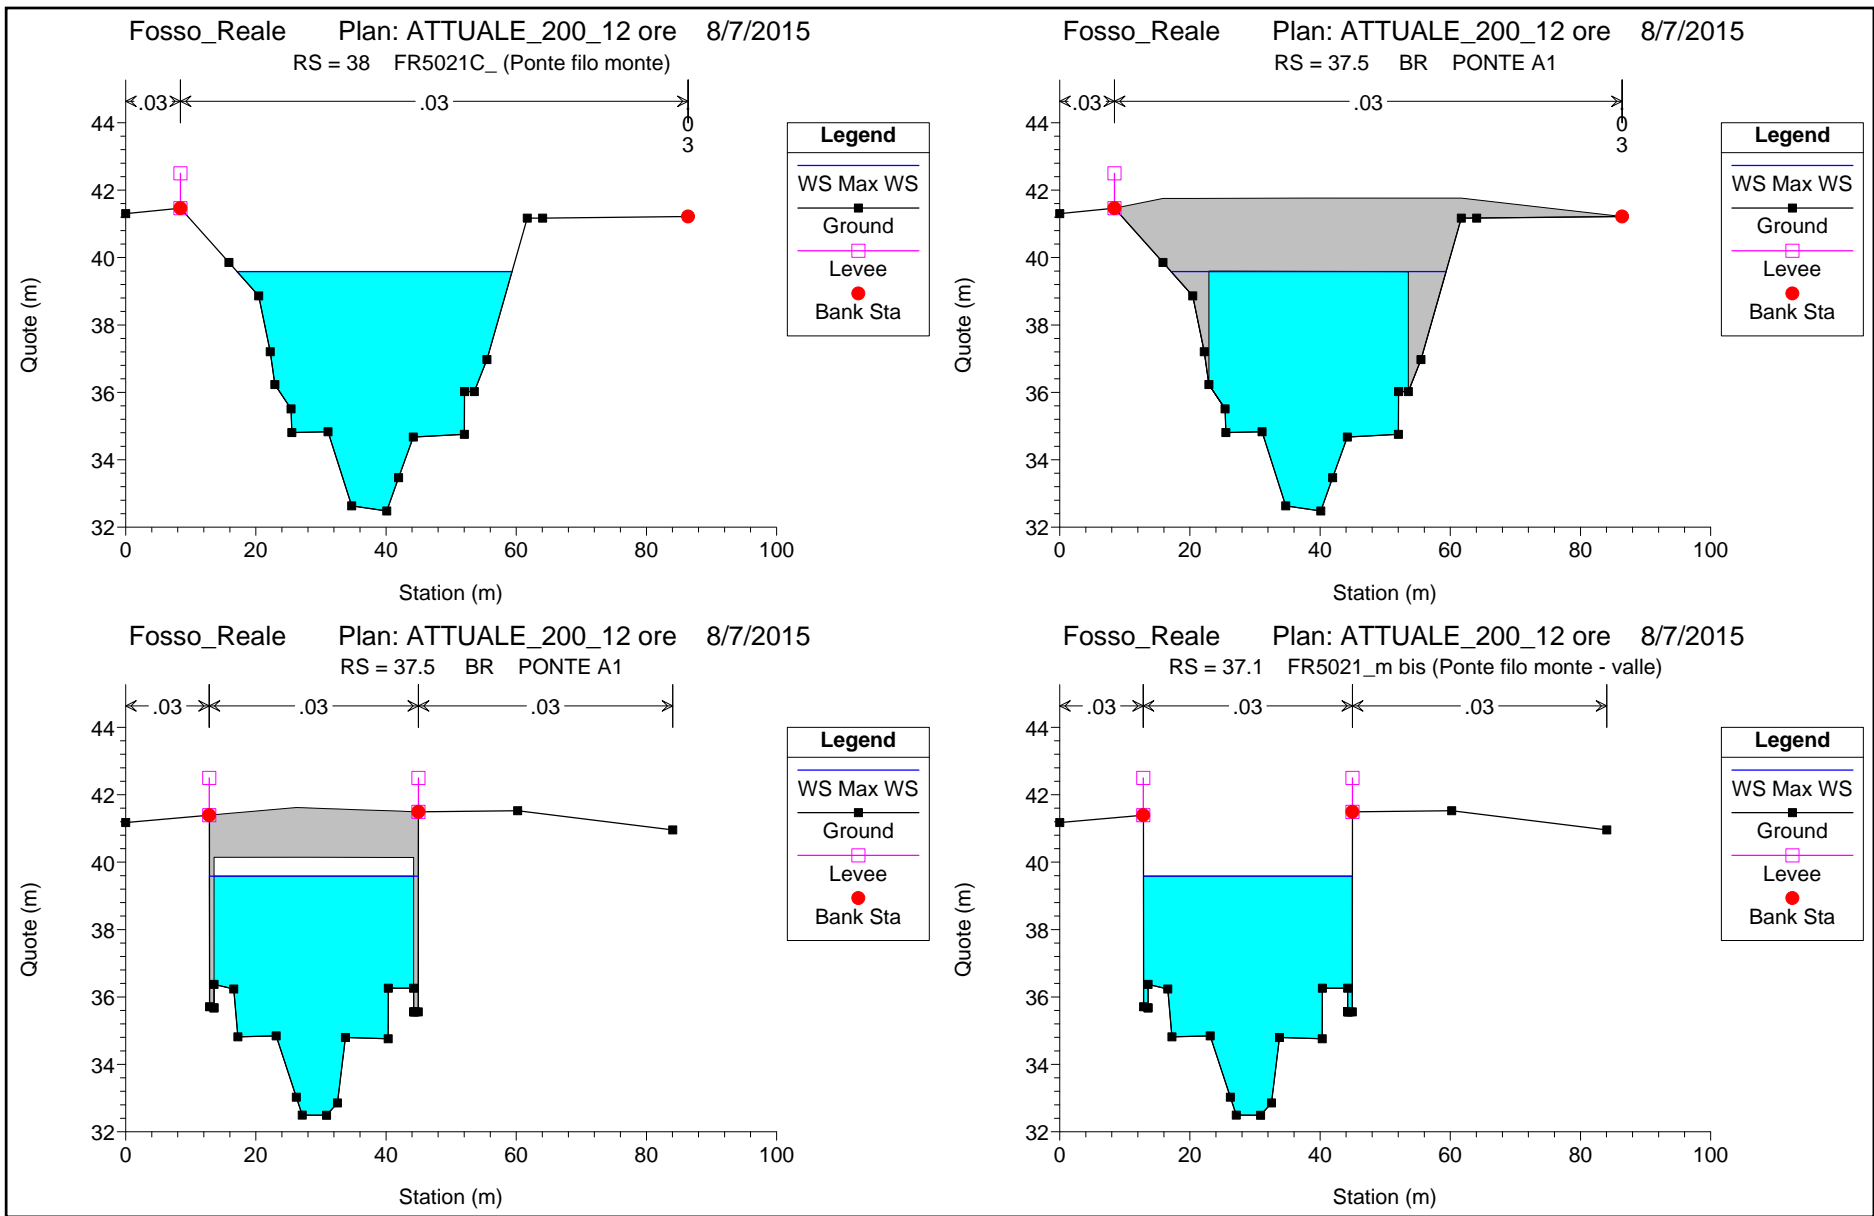 Fosso_Reale Plan: ATTUALE_200_12 ore 8/7/2015
RS = 38 FR5021C_ (Ponte filo monte)
.03 .03 .03
44
42
40
38
36
34
32
0 20 40 60 80 100
Quote (m)
Station (m)
Legend
WS Max WS
Ground
Levee
Bank Sta
Fosso_Reale Plan: ATTUALE_200_12 ore 8/7/2015
RS = 37.5 BR PONTE A1
.03 .03 .03
44
42
40
38
36
34
32
0 20 40 60 80 100
Quote (m)
Station (m)
Legend
WS Max WS
Ground
Levee
Bank Sta
Fosso_Reale Plan: ATTUALE_200_12 ore 8/7/2015
RS = 37.5 BR PONTE A1
.03 .03 .03
44
42
40
38
36
34
32
0 20 40 60 80 100
Quote (m)
Station (m)
Legend
WS Max WS
Ground
Levee
Bank Sta
Fosso_Reale Plan: ATTUALE_200_12 ore 8/7/2015
RS = 37.1 FR5021_m bis (Ponte filo monte - valle)
.03 .03 .03
44
42
40
38
36
34
32
0 20 40 60 80 100
Quote (m)
Station (m)
Legend
WS Max WS
Ground
Levee
Bank Sta